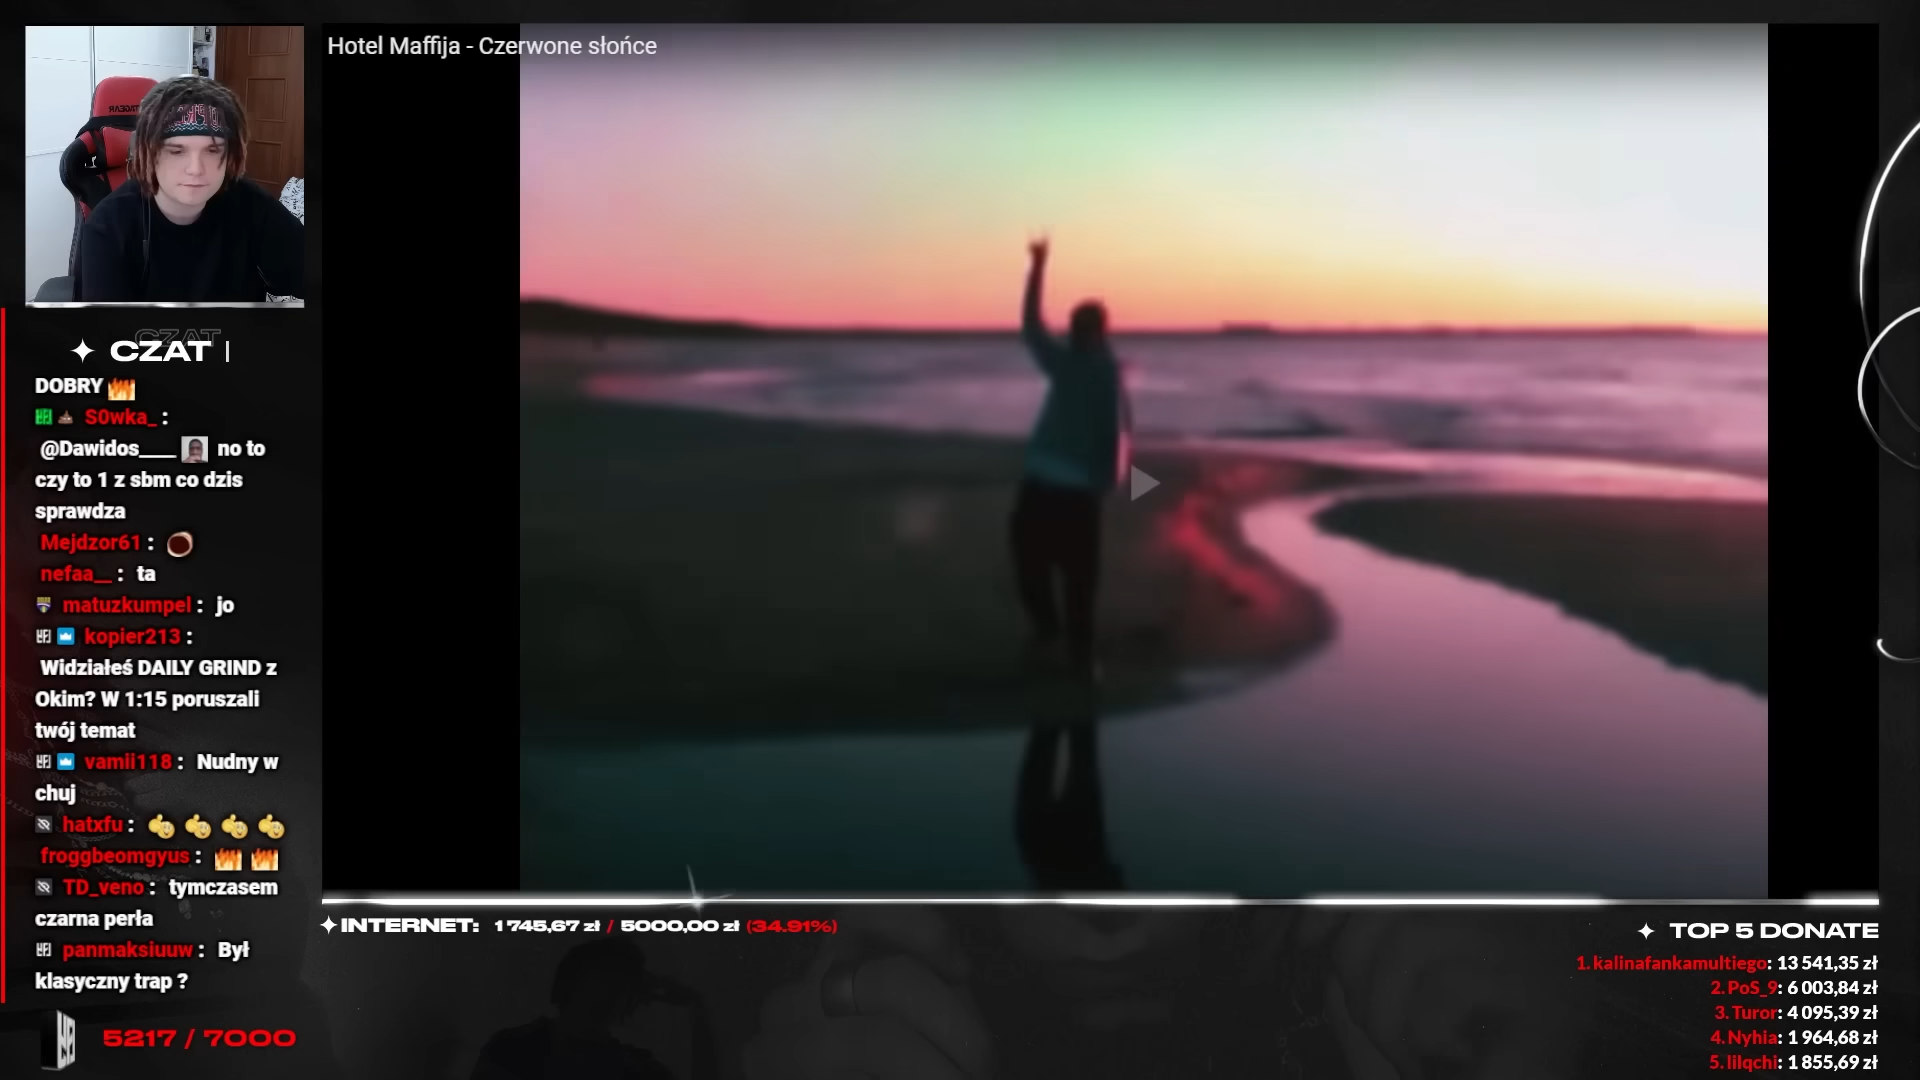 Hotel Maffija - Czerwone słońce
CZAT
CZAT |
DOBRY
S0wka_ :
@Dawidos____ no to
czy to 1 z sbm co dzis
sprawdza
Mejdzor61 :
nefaa__ : ta
matuzkumpel : jo
kopier213 :
Widziałeś DAILY GRIND z
Okim? W 1:15 poruszali
twój temat
vamii118 : Nudny w
chuj
hatxfu :
froggbeomgyus :
TD_veno : tymczasem
czarna perła
panmaksiuuw : Był
klasyczny trap ?
5217 / 7000
INTERNET: 1 745,67 zł / 5000,00 zł (34.91%)
TOP 5 DONATE
1. kalinafankamultiego: 13 541,35 zł
2. PoS_9: 6 003,84 zł
3. Turor: 4 095,39 zł
4. Nyhia: 1 964,68 zł
5. lilqchi: 1 855,69 zł